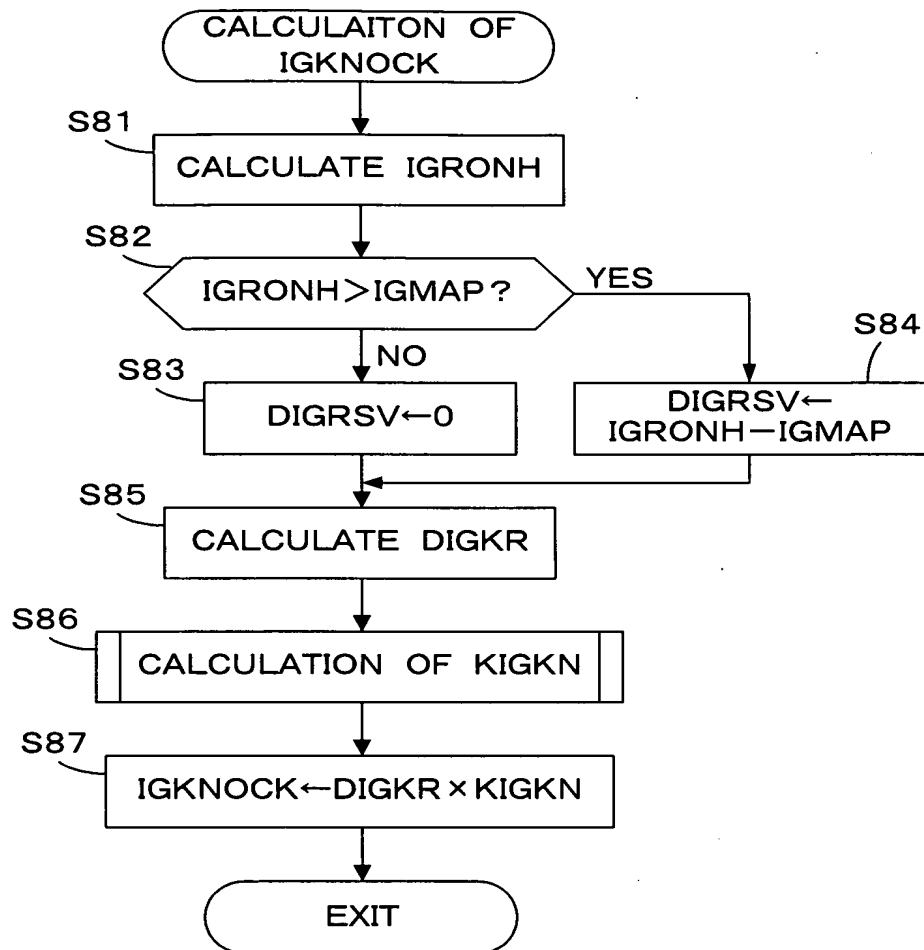 CALCULAITON OF
IGKNOCK
S81
CALCULATE IGRONH
S82
IGRONH>IGMAP?
YES
NO
S83
DIGRSV←0
S84
DIGRSV←
IGRONH−IGMAP
S85
CALCULATE DIGKR
S86
CALCULATION OF KIGKN
S87
IGKNOCK←DIGKR×KIGKN
EXIT